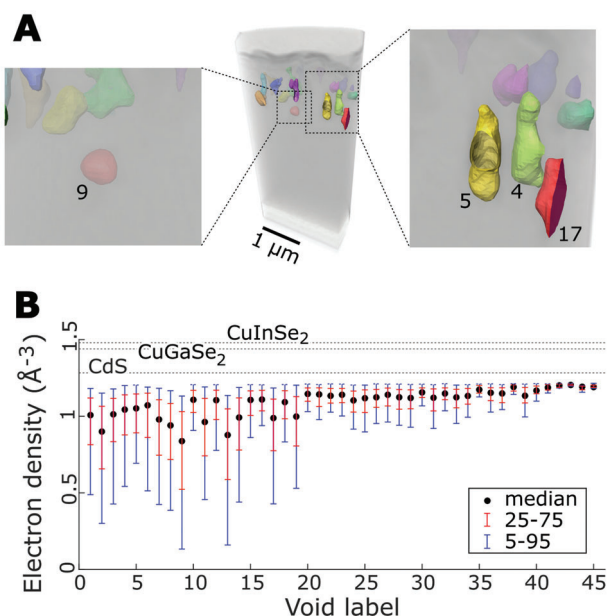 A
9
5
4
17
1 μm
B
CuInSe₂
CuGaSe₂
CdS
Electron density (Å⁻³)
1.5
1
0.5
0
median
25-75
5-95
0 5 10 15 20 25 30 35 40 45
Void label